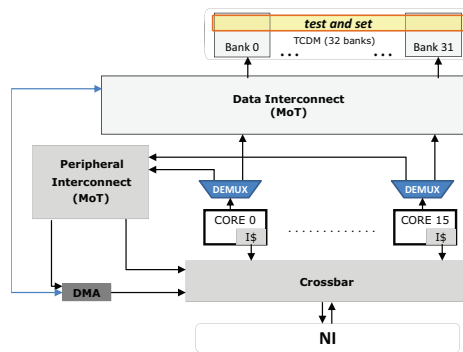 test and set
TCDM (32 banks)
Bank 0
... ...
Bank 31
Data Interconnect
(MoT)
Peripheral
Interconnect
(MoT)
DEMUX
DEMUX
CORE 0
I$
. . . . . . . . . . . .
CORE 15
I$
Crossbar
DMA
NI